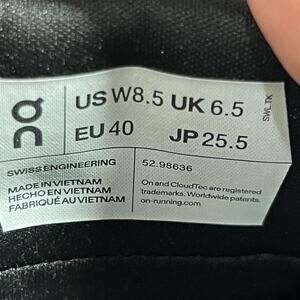 on
US W8.5 UK 6.5
EU 40 JP 25.5
SWL.TK
SWISS ENGINEERING
52.98636
MADE IN VIETNAM
HECHO EN VIETNAM
FABRIQUÉ AU VIETNAM
On and CloudTec are registered
trademarks. Worldwide patents.
on-running.com